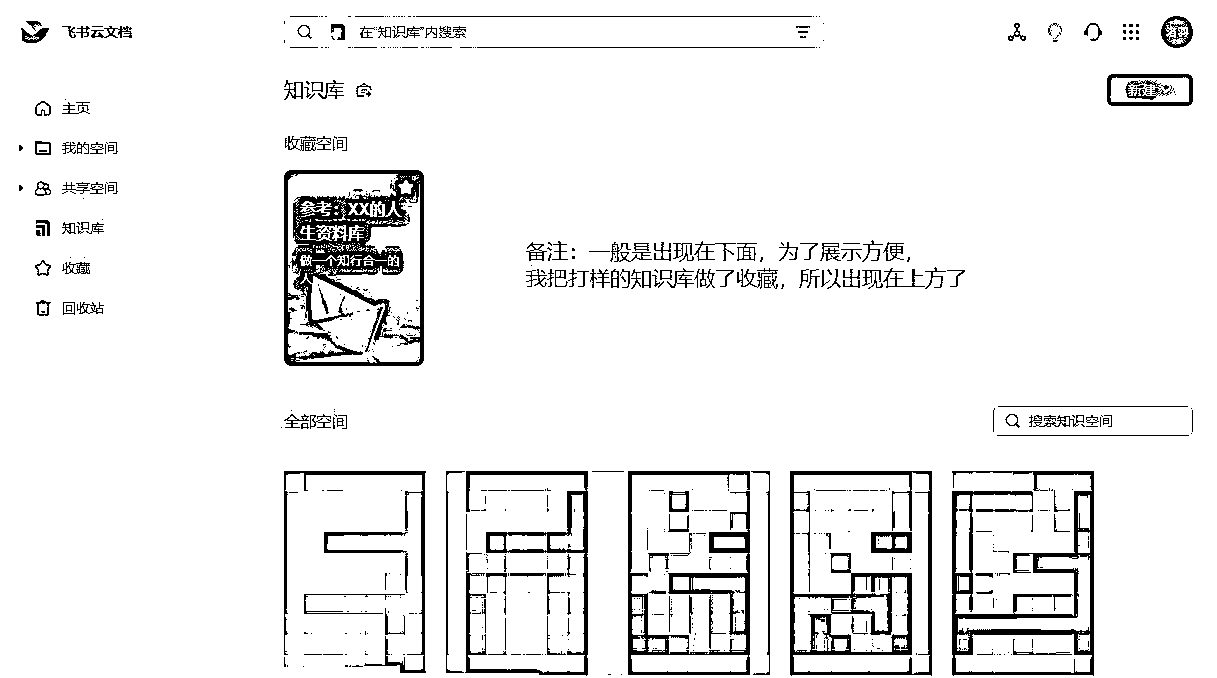 飞书云文档
在“知识库”内搜索
主页
我的空间
共享空间
知识库
收藏
回收站
知识库
新建
收藏空间
参考：XX的人
生资料库
做一个知行合一的
人
备注：一般是出现在下面，为了展示方便，
我把打样的知识库做了收藏，所以出现在上方了
全部空间
搜索知识空间